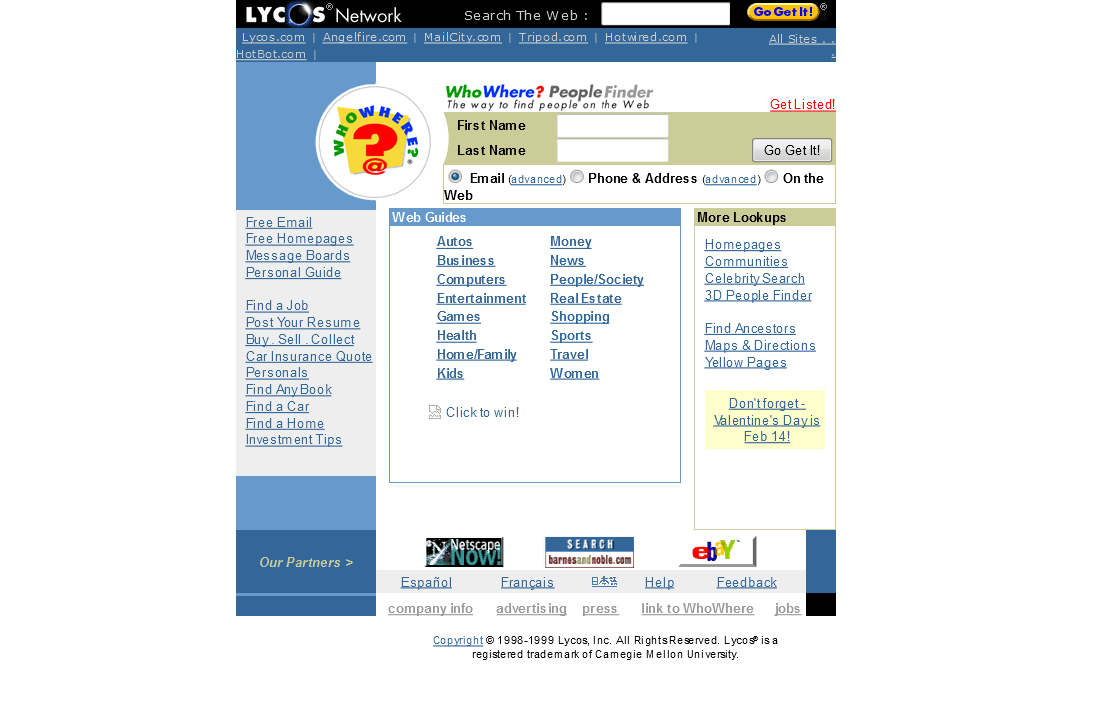 LYCOS® Network Search The Web : Go Get It! ®
Lycos.com | Angelfire.com | MailCity.com | Tripod.com | Hotwired.com | All Sites . . .
HotBot.com |
WHOWHERE? @ ®
WhoWhere? PeopleFinder
The way to find people on the Web
Get Listed!
First Name
Last Name
Go Get It!
Email (advanced) Phone & Address (advanced) On the
Web
Free Email
Free Homepages
Message Boards
Personal Guide
Find a Job
Post Your Resume
Buy . Sell . Collect
Car Insurance Quote
Personals
Find Any Book
Find a Car
Find a Home
Investment Tips
Web Guides
Autos
Business
Computers
Entertainment
Games
Health
Home/Family
Kids
Money
News
People/Society
Real Estate
Shopping
Sports
Travel
Women
Click to win!
More Lookups
Homepages
Communities
Celebrity Search
3D People Finder
Find Ancestors
Maps & Directions
Yellow Pages
Don't forget -
Valentine's Day is
Feb 14!
Our Partners >
N Netscape Now!
SEARCH
barnesandnoble.com
ebaY™
Español Français 日本語 Help Feedback
company info advertising press link to WhoWhere jobs
Copyright © 1998-1999 Lycos, Inc. All Rights Reserved. Lycos® is a
registered trademark of Carnegie Mellon University.